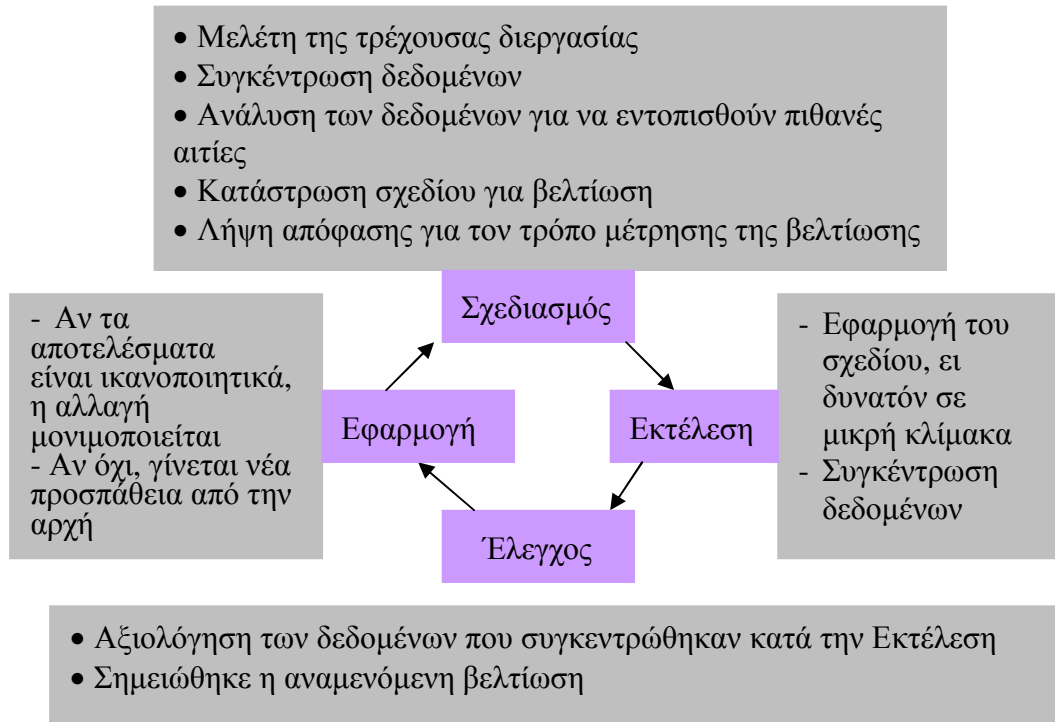 • Μελέτη της τρέχουσας διεργασίας
• Συγκέντρωση δεδομένων
• Ανάλυση των δεδομένων για να εντοπισθούν πιθανές
αιτίες
• Κατάστρωση σχεδίου για βελτίωση
• Λήψη απόφασης για τον τρόπο μέτρησης της βελτίωσης
Σχεδιασμός
- Αν τα
αποτελέσματα
είναι ικανοποιητικά,
η αλλαγή
μονιμοποιείται
- Αν όχι, γίνεται νέα
προσπάθεια από την
αρχή
Εφαρμογή
Εκτέλεση
- Εφαρμογή του
σχεδίου, ει
δυνατόν σε
μικρή κλίμακα
- Συγκέντρωση
δεδομένων
Έλεγχος
• Αξιολόγηση των δεδομένων που συγκεντρώθηκαν κατά την Εκτέλεση
• Σημειώθηκε η αναμενόμενη βελτίωση